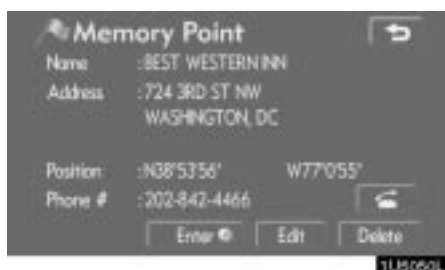 Memory Point
Name :BEST WESTERN INN
Address :724 3RD ST NW
WASHINGTON, DC
Position :N38°53'56" W77°0'55"
Phone # :202-842-4466
Enter Edit Delete
1U5050L